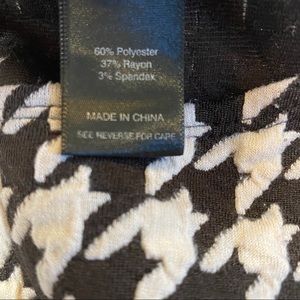 60% Polyester
37% Rayon
3% Spandex
MADE IN CHINA
SEE REVERSE FOR CARE